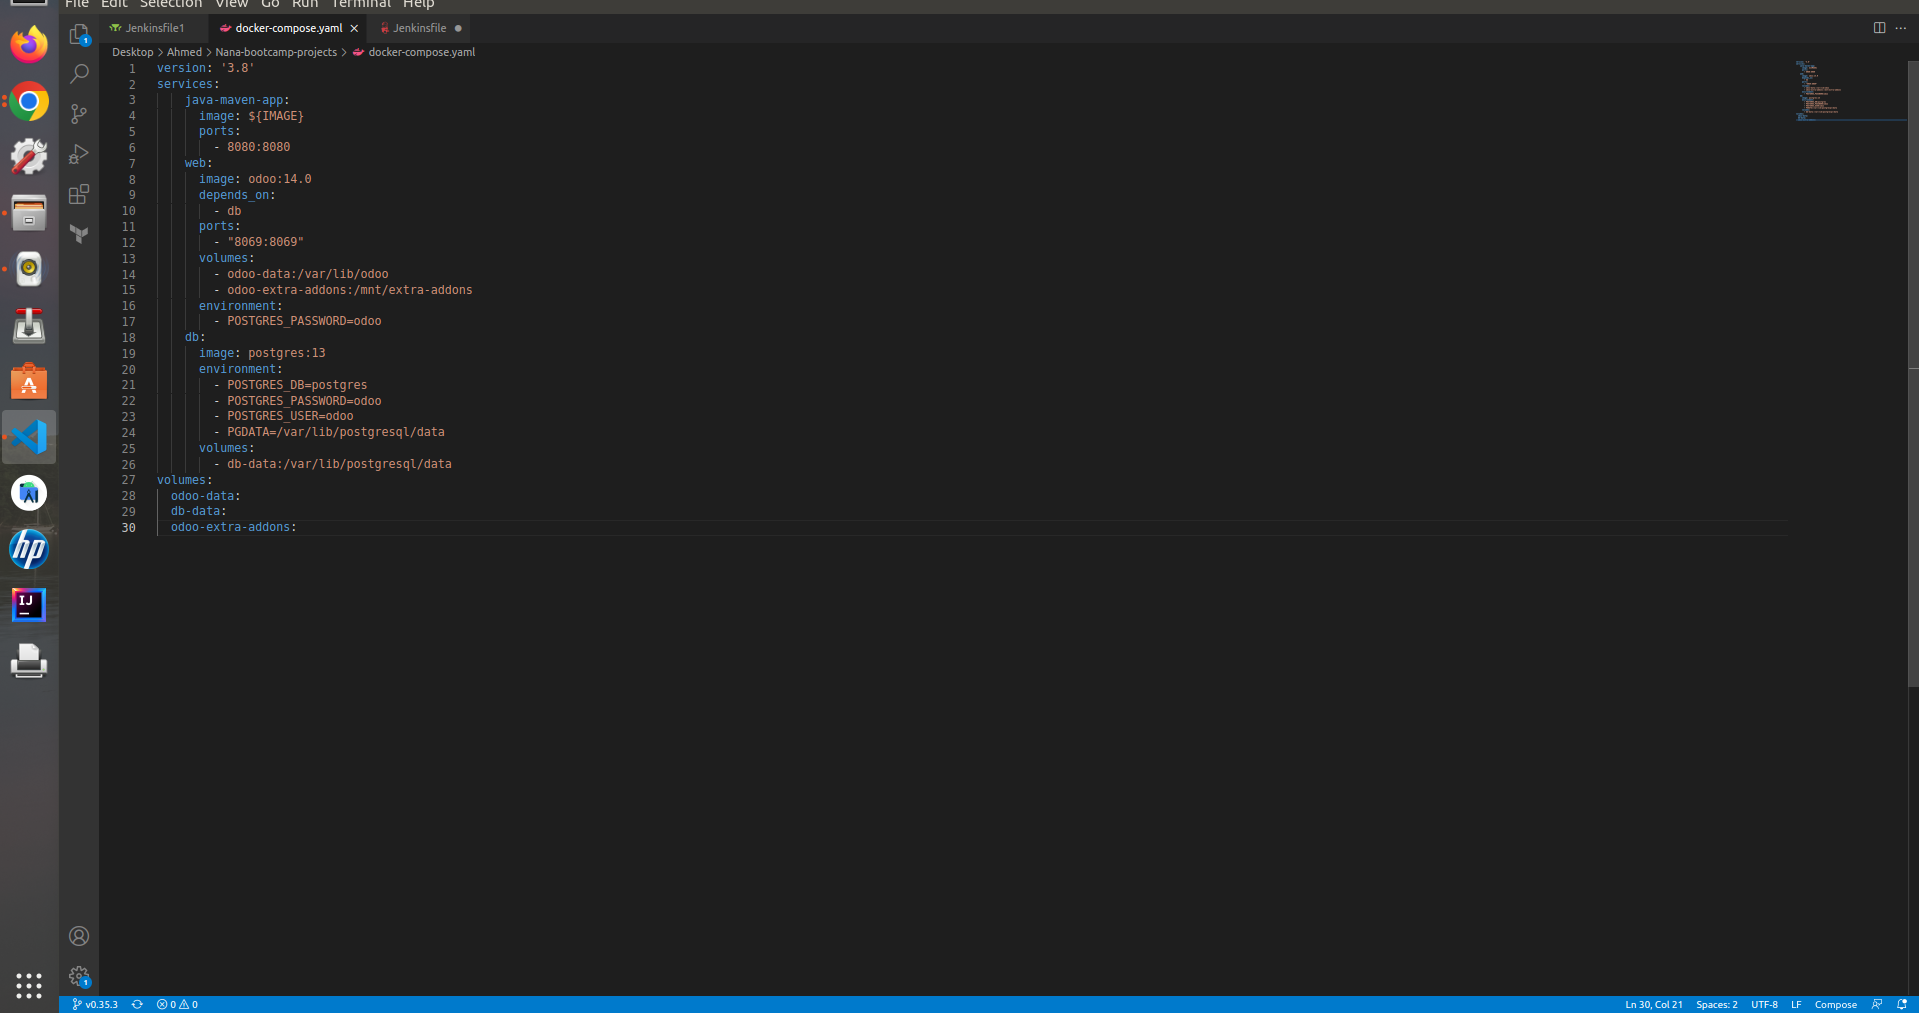 File Edit Selection View Go Run Terminal Help
Jenkinsfile1 docker-compose.yaml Jenkinsfile
Desktop > Ahmed > Nana-bootcamp-projects > docker-compose.yaml
1 version: '3.8'
2 services:
3 java-maven-app:
4 image: ${IMAGE}
5 ports:
6 - 8080:8080
7 web:
8 image: odoo:14.0
9 depends_on:
10 - db
11 ports:
12 - "8069:8069"
13 volumes:
14 - odoo-data:/var/lib/odoo
15 - odoo-extra-addons:/mnt/extra-addons
16 environment:
17 - POSTGRES_PASSWORD=odoo
18 db:
19 image: postgres:13
20 environment:
21 - POSTGRES_DB=postgres
22 - POSTGRES_PASSWORD=odoo
23 - POSTGRES_USER=odoo
24 - PGDATA=/var/lib/postgresql/data
25 volumes:
26 - db-data:/var/lib/postgresql/data
27 volumes:
28 odoo-data:
29 db-data:
30 odoo-extra-addons:
1
A
AI
hp
IJ
1
v0.35.3 0 0 Ln 30, Col 21 Spaces: 2 UTF-8 LF Compose